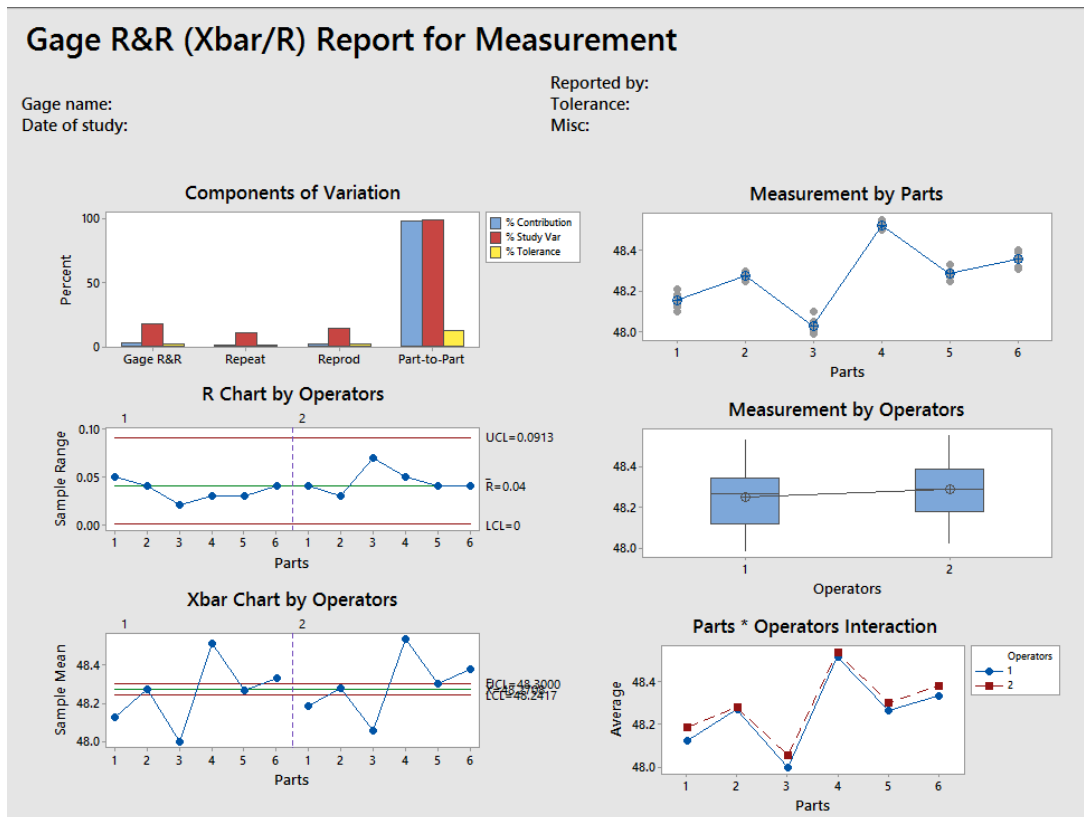 Gage R&R (Xbar/R) Report for Measurement
Reported by:
Gage name:
Tolerance:
Date of study:
Misc:
Components of Variation
100
50
0
Percent
Gage R&R Repeat Reprod Part-to-Part
% Contribution
% Study Var
% Tolerance
R Chart by Operators
1 2
0.10
0.05
0.00
Sample Range
UCL=0.0913
R=0.04
LCL=0
1 2 3 4 5 6 1 2 3 4 5 6
Parts
Xbar Chart by Operators
1 2
48.4
48.2
48.0
Sample Mean
UCL=48.3000
LCL=48.2417
1 2 3 4 5 6 1 2 3 4 5 6
Parts
Measurement by Parts
48.4
48.2
48.0
1 2 3 4 5 6
Parts
Measurement by Operators
48.4
48.2
48.0
1 2
Operators
Parts * Operators Interaction
48.4
48.2
48.0
Average
1 2 3 4 5 6
Parts
Operators
1
2